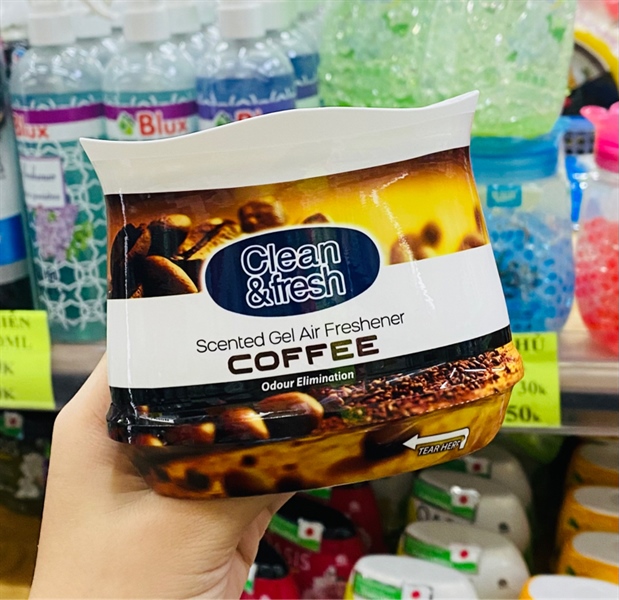 Blux
Blux
Clean
&fresh
Scented Gel Air Freshener
COFFEE
Odour Elimination
TEAR HERE
30K
50K